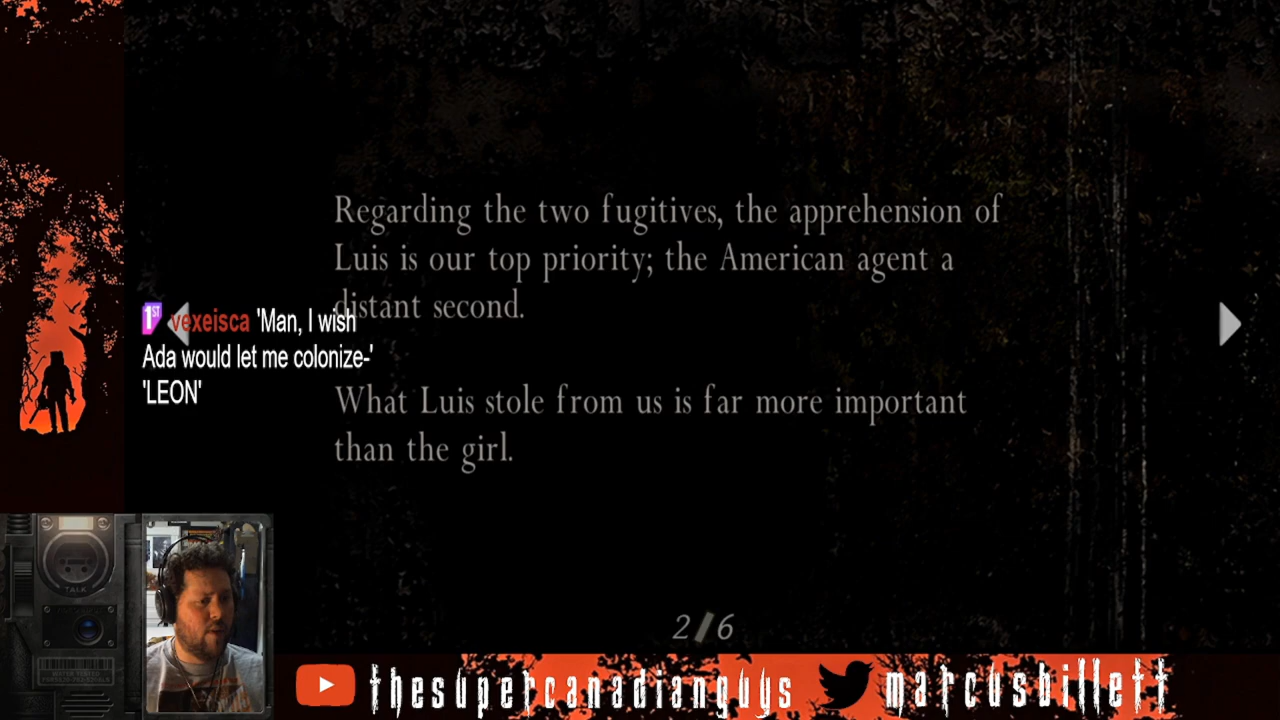 Regarding the two fugitives, the apprehension of
Luis is our top priority; the American agent a
distant second.
1ST vexeisca 'Man, I wish
Ada would let me colonize-'
'LEON'
What Luis stole from us is far more important
than the girl.
TALK
2/6
thesupercanadianguys marcusbillett